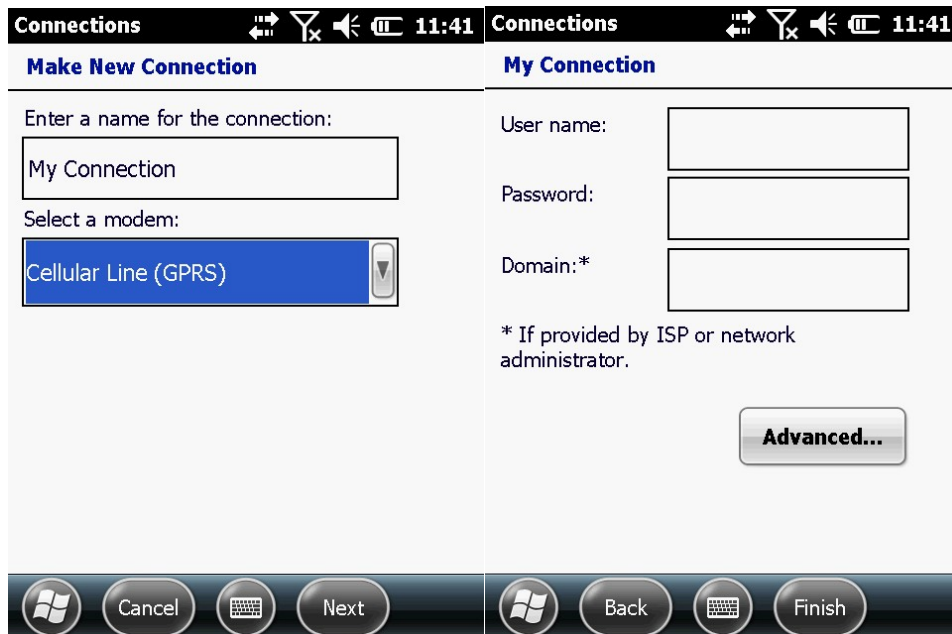 Connections 11:41
Make New Connection
Enter a name for the connection:
My Connection
Select a modem:
Cellular Line (GPRS)
Cancel Next
Connections 11:41
My Connection
User name:
Password:
Domain:*
* If provided by ISP or network
administrator.
Advanced...
Back Finish